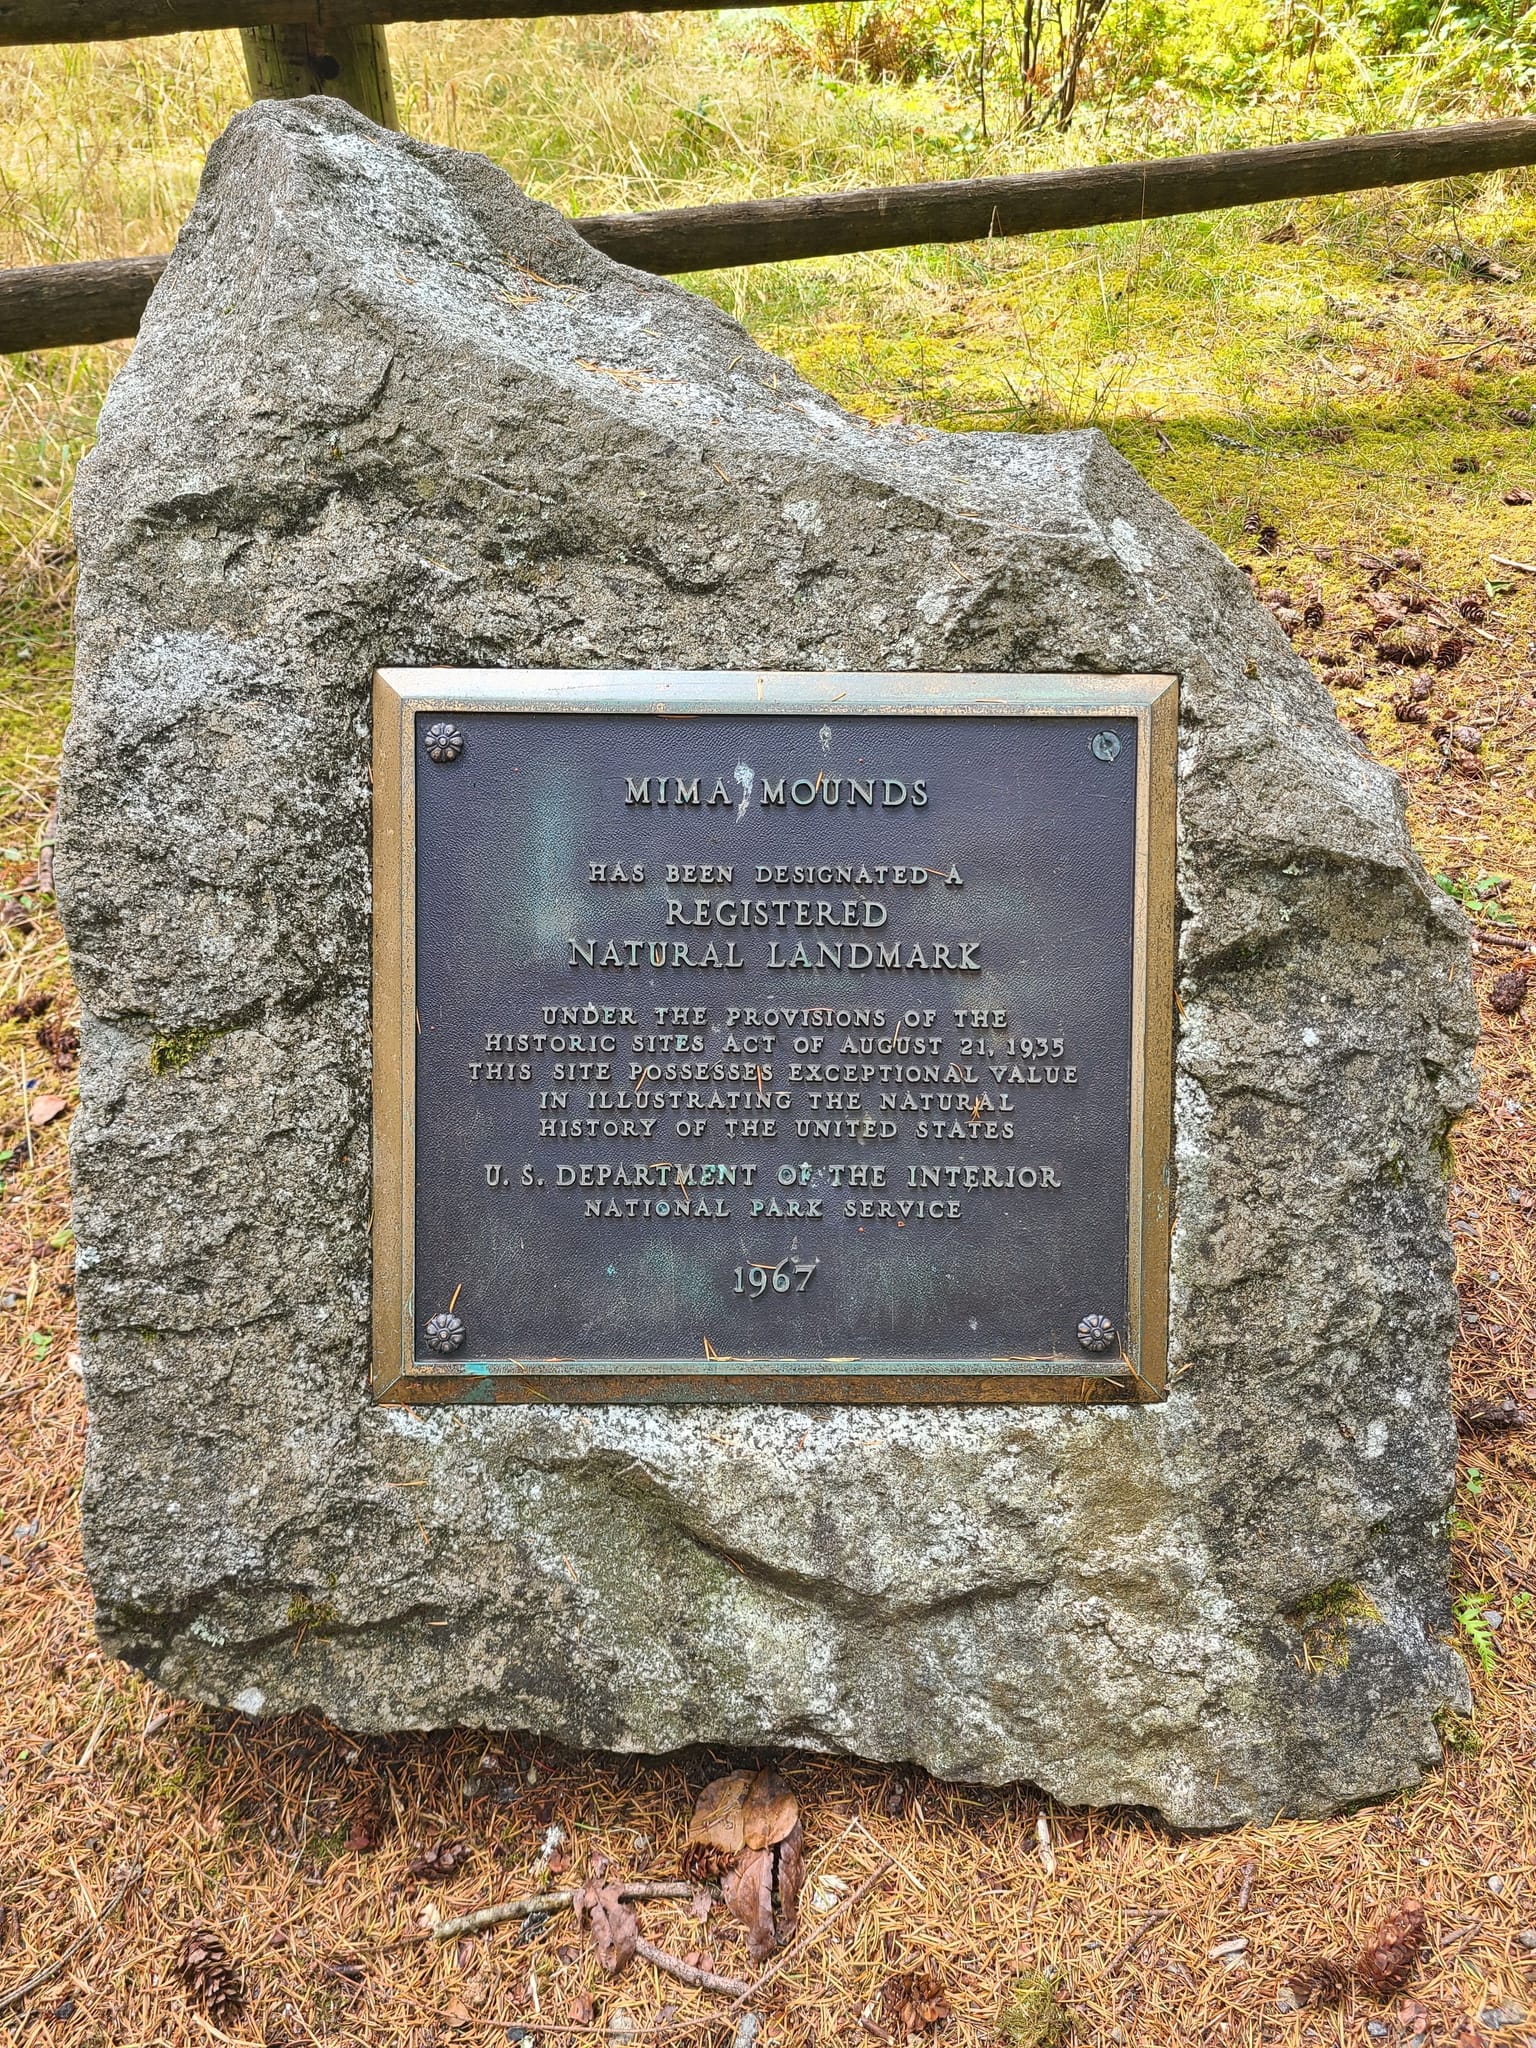 MIMA MOUNDS
HAS BEEN DESIGNATED A
REGISTERED
NATURAL LANDMARK
UNDER THE PROVISIONS OF THE
HISTORIC SITES ACT OF AUGUST 21, 1935
THIS SITE POSSESSES EXCEPTIONAL VALUE
IN ILLUSTRATING THE NATURAL
HISTORY OF THE UNITED STATES
U. S. DEPARTMENT OF THE INTERIOR
NATIONAL PARK SERVICE
1967